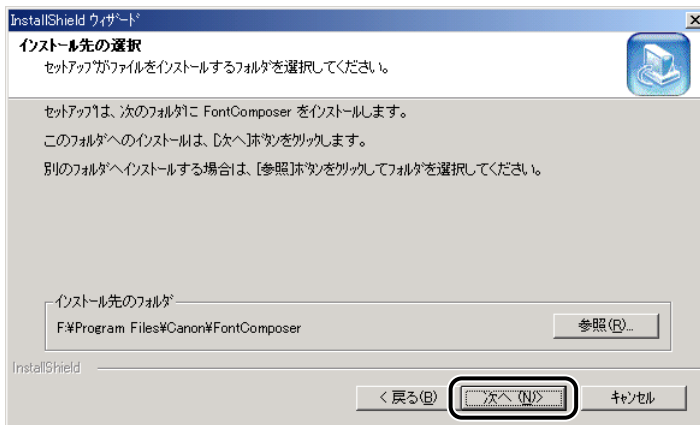 InstallShield ウィザード
インストール先の選択
セットアップがファイルをインストールするフォルダを選択してください。
セットアップは、次のフォルダに FontComposer をインストールします。
このフォルダへのインストールは、[次へ]ボタンをクリックします。
別のフォルダへインストールする場合は、[参照]ボタンをクリックしてフォルダを選択してください。
インストール先のフォルダ
F:¥Program Files¥Canon¥FontComposer
参照(R)...
InstallShield
< 戻る(B)
次へ (N)>
キャンセル